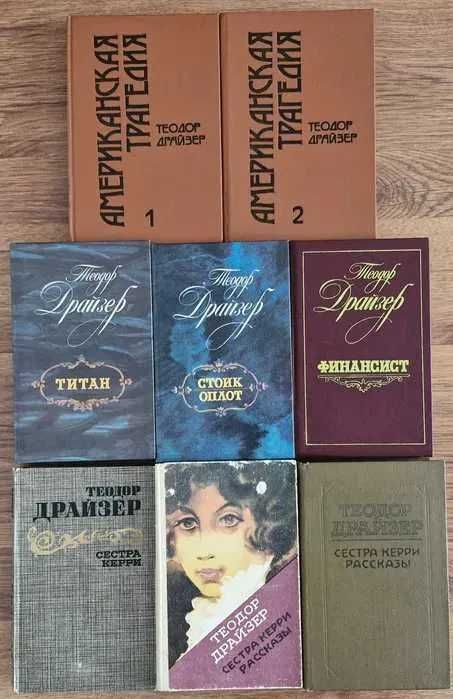 АМЕРИКАНСКАЯ
ТРАГЕДИЯ
ТЕОДОР
ДРАЙЗЕР
1
АМЕРИКАНСКАЯ
ТРАГЕДИЯ
ТЕОДОР
ДРАЙЗЕР
2
Теодор
Драйзер
ТИТАН
Теодор
Драйзер
СТОИК
ОПЛОТ
Теодор
Драйзер
ФИНАНСИСТ
ТЕОДОР
ДРАЙЗЕР
СЕСТРА
КЕРРИ
ТЕОДОР
ДРАЙЗЕР
СЕСТРА КЕРРИ
РАССКАЗЫ
ТЕОДОР
ДРАЙЗЕР
СЕСТРА КЕРРИ
РАССКАЗЫ